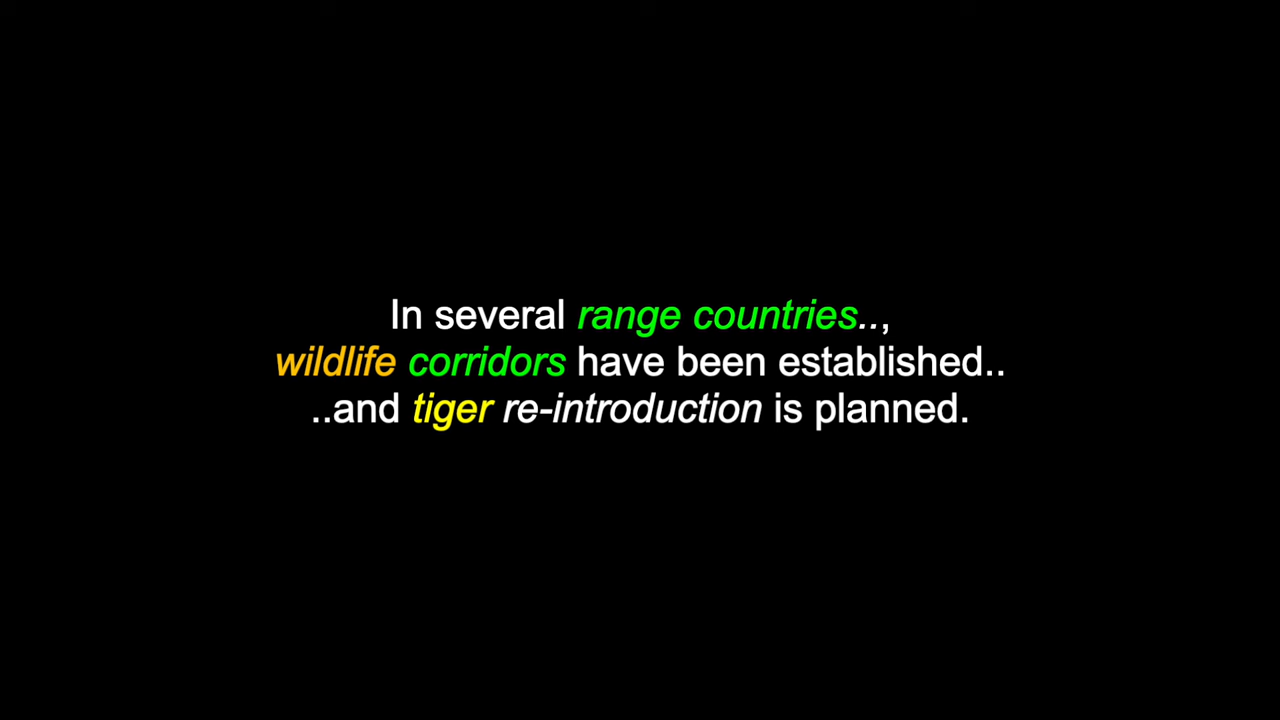 In several range countries..,
wildlife corridors have been established..
..and tiger re-introduction is planned.